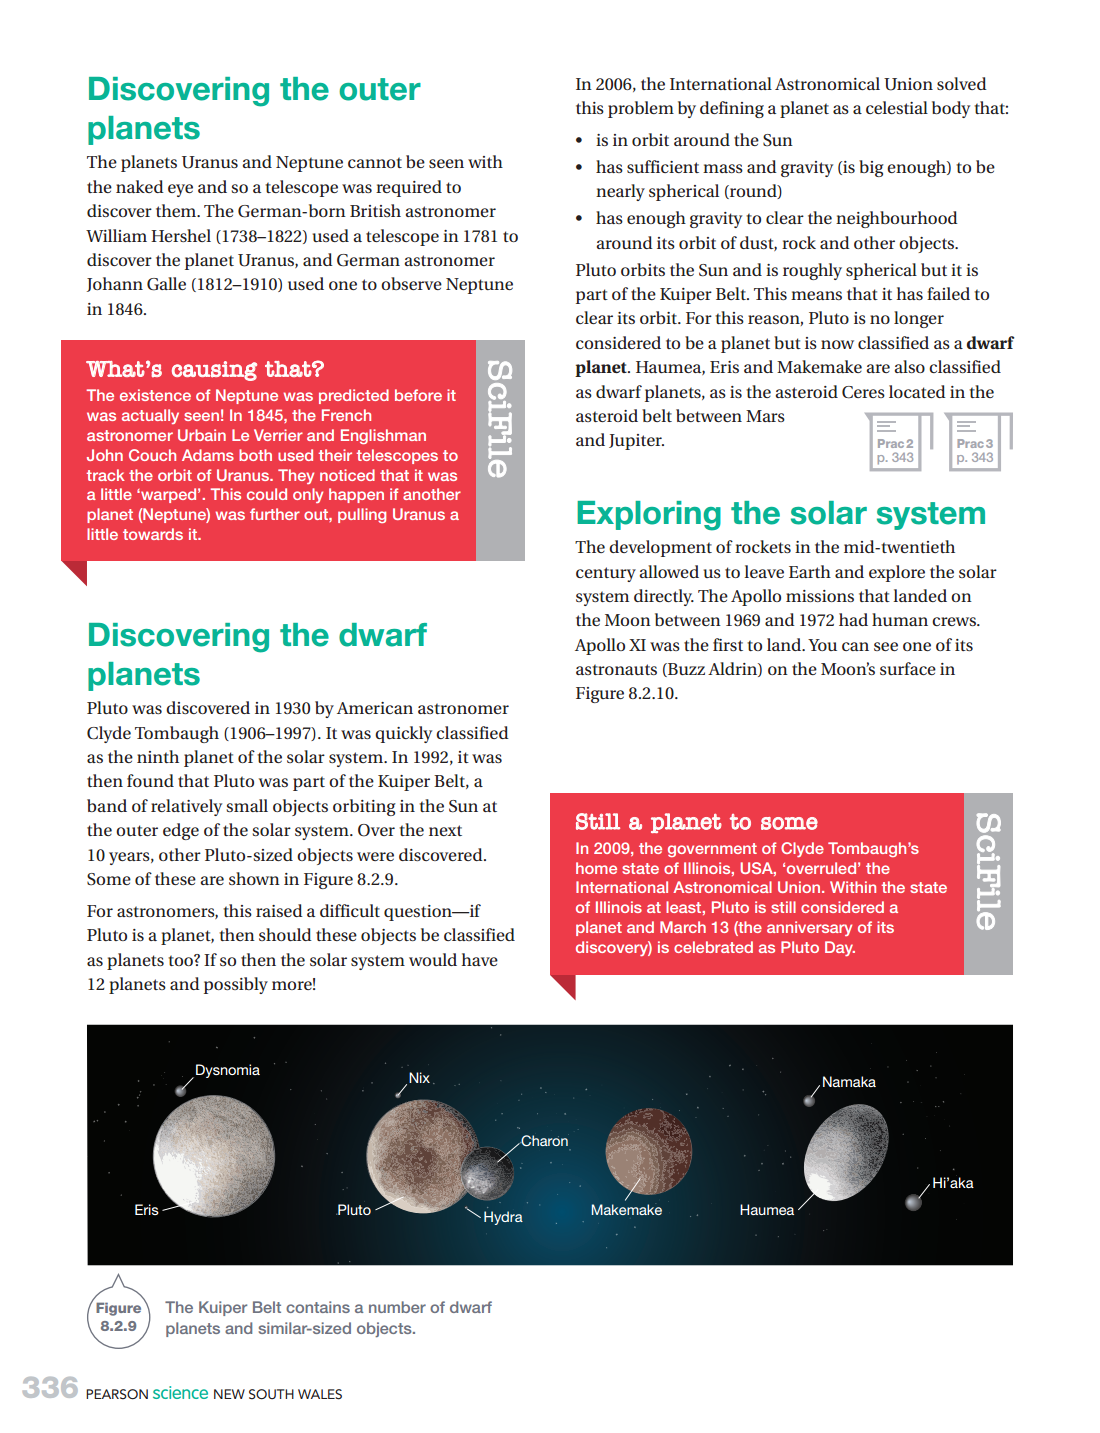 Discovering the outer
planets
The planets Uranus and Neptune cannot be seen with
the naked eye and so a telescope was required to
discover them. The German-born British astronomer
William Hershel (1738–1822) used a telescope in 1781 to
discover the planet Uranus, and German astronomer
Johann Galle (1812–1910) used one to observe Neptune
in 1846.
What's causing that?
The existence of Neptune was predicted before it
was actually seen! In 1845, the French
astronomer Urbain Le Verrier and Englishman
John Couch Adams both used their telescopes to
track the orbit of Uranus. They noticed that it was
a little ‘warped’. This could only happen if another
planet (Neptune) was further out, pulling Uranus a
little towards it.
SciFile
Discovering the dwarf
planets
Pluto was discovered in 1930 by American astronomer
Clyde Tombaugh (1906–1997). It was quickly classified
as the ninth planet of the solar system. In 1992, it was
then found that Pluto was part of the Kuiper Belt, a
band of relatively small objects orbiting in the Sun at
the outer edge of the solar system. Over the next
10 years, other Pluto-sized objects were discovered.
Some of these are shown in Figure 8.2.9.
For astronomers, this raised a difficult question—if
Pluto is a planet, then should these objects be classified
as planets too? If so then the solar system would have
12 planets and possibly more!
In 2006, the International Astronomical Union solved
this problem by defining a planet as a celestial body that:
• is in orbit around the Sun
• has sufficient mass and gravity (is big enough) to be
nearly spherical (round)
• has enough gravity to clear the neighbourhood
around its orbit of dust, rock and other objects.
Pluto orbits the Sun and is roughly spherical but it is
part of the Kuiper Belt. This means that it has failed to
clear its orbit. For this reason, Pluto is no longer
considered to be a planet but is now classified as a dwarf
planet. Haumea, Eris and Makemake are also classified
as dwarf planets, as is the asteroid Ceres located in the
asteroid belt between Mars
and Jupiter.
Prac 2
p. 343
Prac 3
p. 343
Exploring the solar system
The development of rockets in the mid-twentieth
century allowed us to leave Earth and explore the solar
system directly. The Apollo missions that landed on
the Moon between 1969 and 1972 had human crews.
Apollo XI was the first to land. You can see one of its
astronauts (Buzz Aldrin) on the Moon's surface in
Figure 8.2.10.
Still a planet to some
In 2009, the government of Clyde Tombaugh's
home state of Illinois, USA, ‘overruled’ the
International Astronomical Union. Within the state
of Illinois at least, Pluto is still considered a
planet and March 13 (the anniversary of its
discovery) is celebrated as Pluto Day.
SciFile
Dysnomia
Eris
Nix
Charon
Pluto
Hydra
Makemake
Namaka
Haumea
Hi'aka
Figure
8.2.9
The Kuiper Belt contains a number of dwarf
planets and similar-sized objects.
336 PEARSON science NEW SOUTH WALES